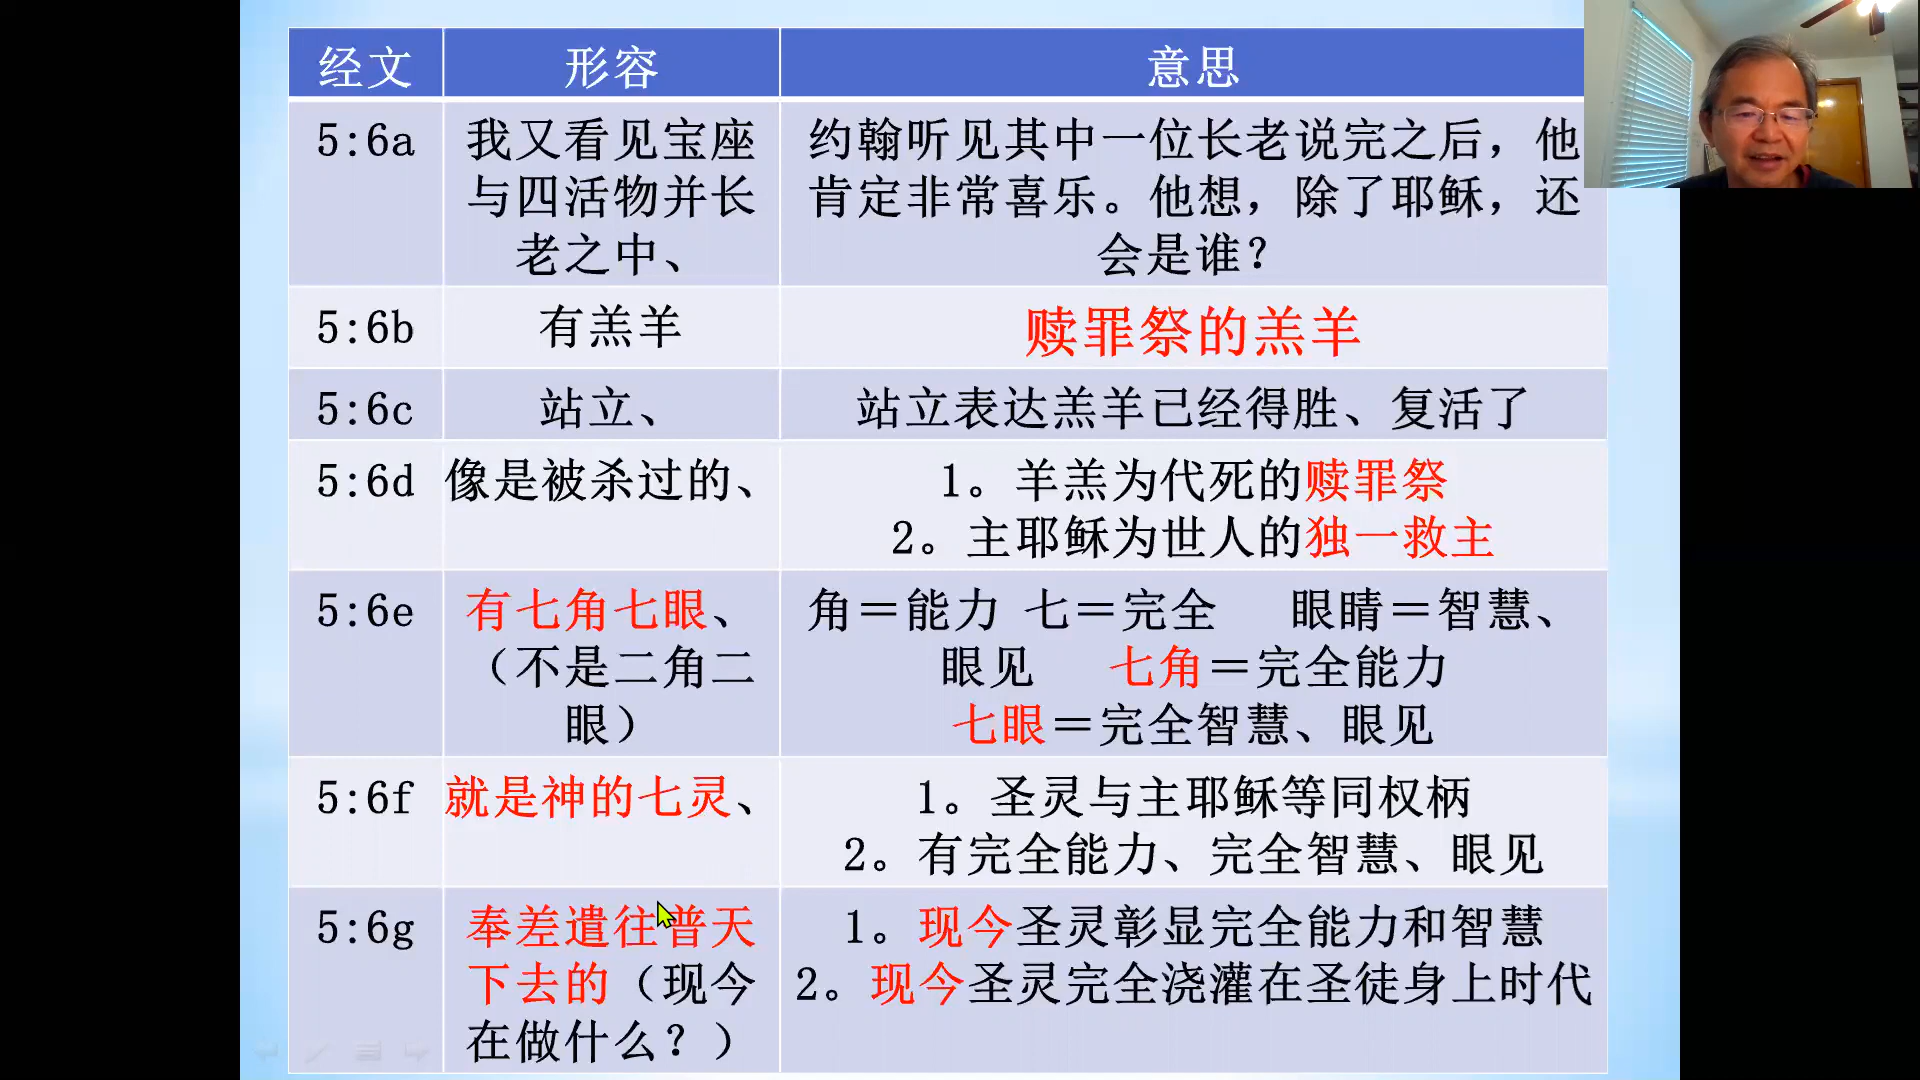 经文 形容 意思
5:6a 我又看见宝座 约翰听见其中一位长老说完之后，他
与四活物并长 肯定非常喜乐。他想，除了耶稣，还
老之中、 会是谁？
5:6b 有羔羊 赎罪祭的羔羊
5:6c 站立、 站立表达羔羊已经得胜、复活了
5:6d 像是被杀过的、 1。羊羔为代死的赎罪祭
2。主耶稣为世人的独一救主
5:6e 有七角七眼、 角＝能力 七＝完全 眼睛＝智慧、
（不是二角二 眼见 七角＝完全能力
眼） 七眼＝完全智慧、眼见
5:6f 就是神的七灵、 1。圣灵与主耶稣等同权柄
2。有完全能力、完全智慧、眼见
5:6g 奉差遣往普天 1。现今圣灵彰显完全能力和智慧
下去的（现今 2。现今圣灵完全浇灌在圣徒身上时代
在做什么？）